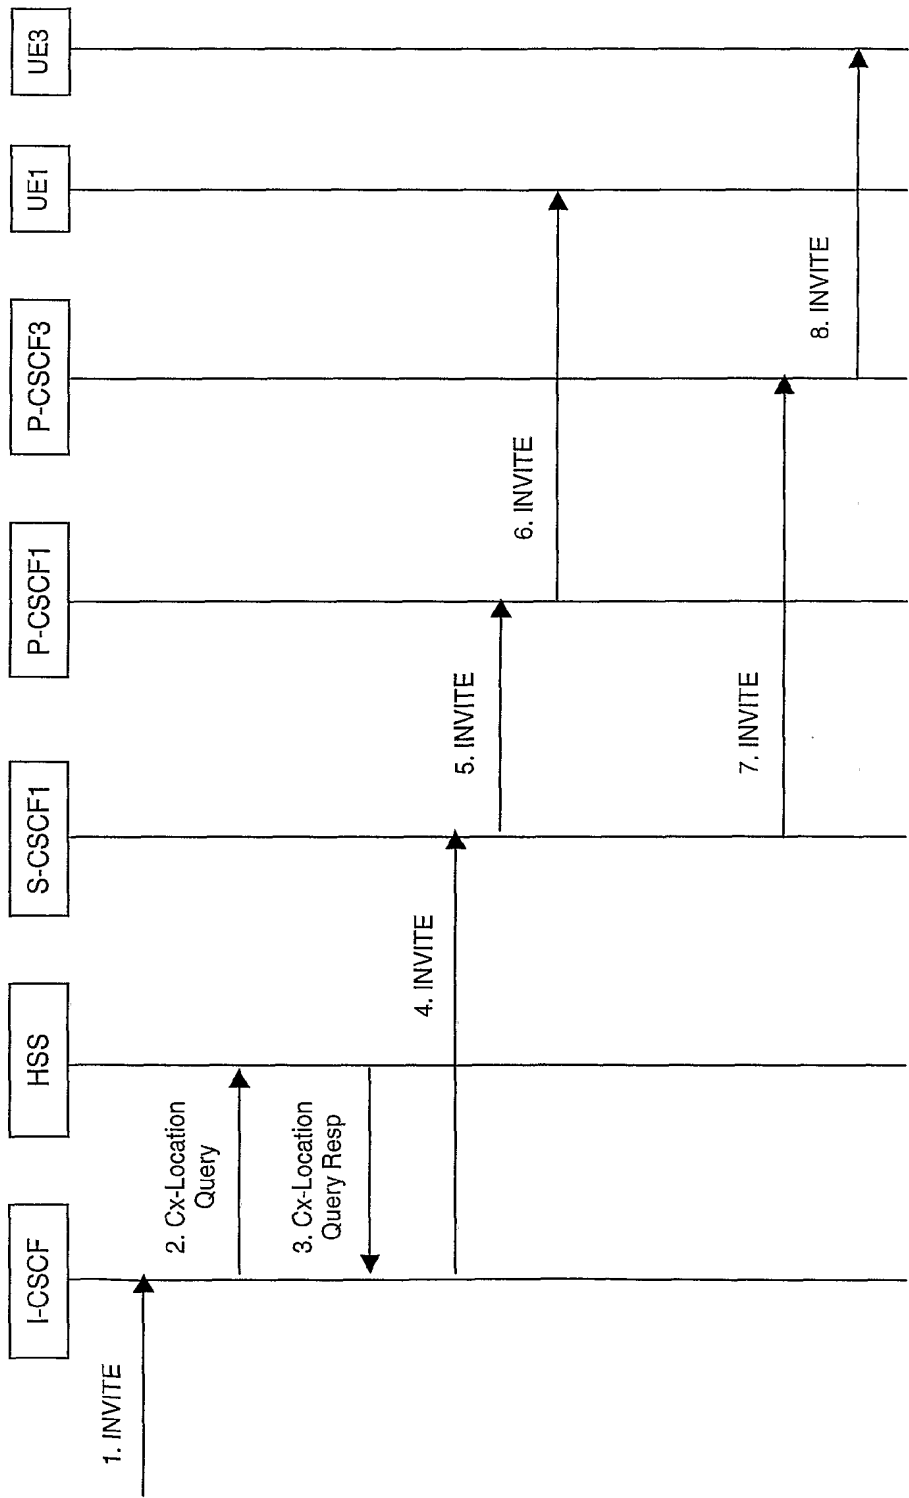 I-CSCF
HSS
S-CSCF1
P-CSCF1
P-CSCF3
UE1
UE3
1. INVITE
2. Cx-Location
Query
3. Cx-Location
Query Resp
4. INVITE
5. INVITE
6. INVITE
7. INVITE
8. INVITE